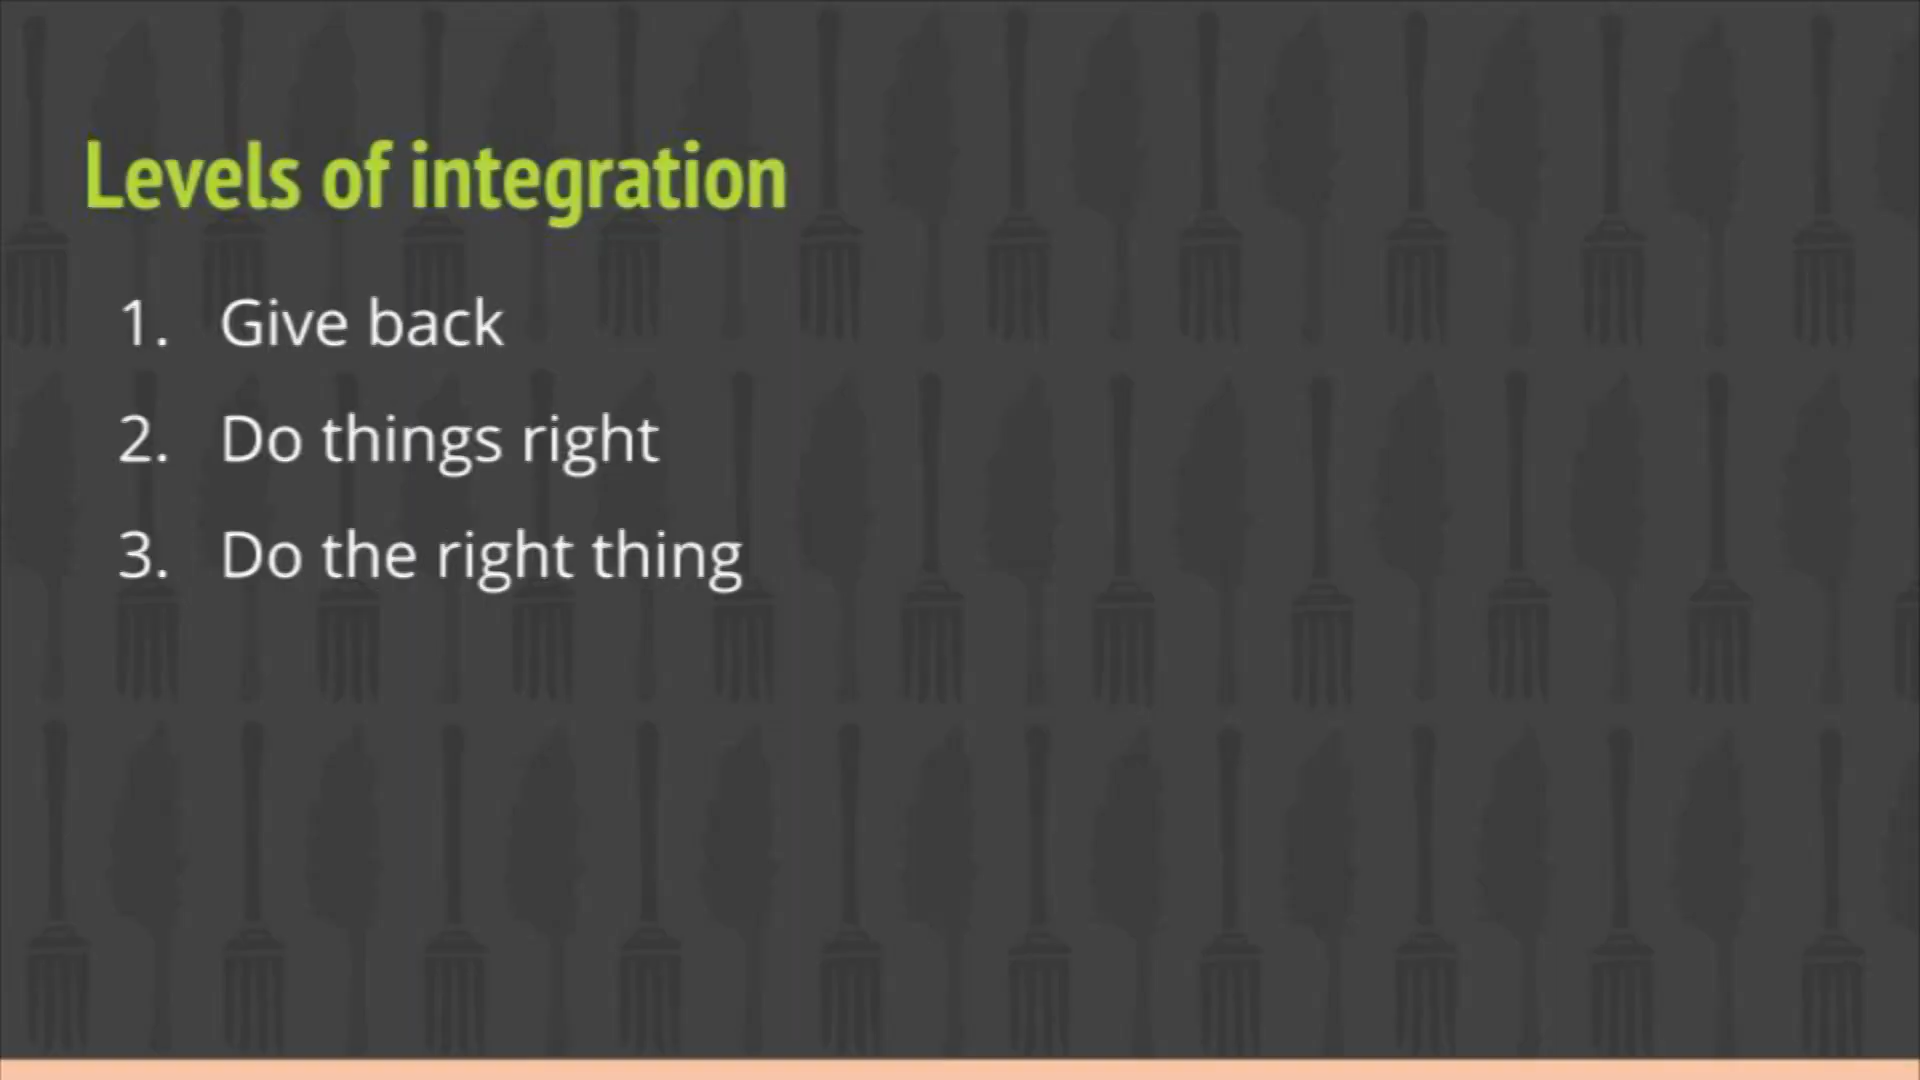 Levels of integration
1. Give back
2. Do things right
3. Do the right thing